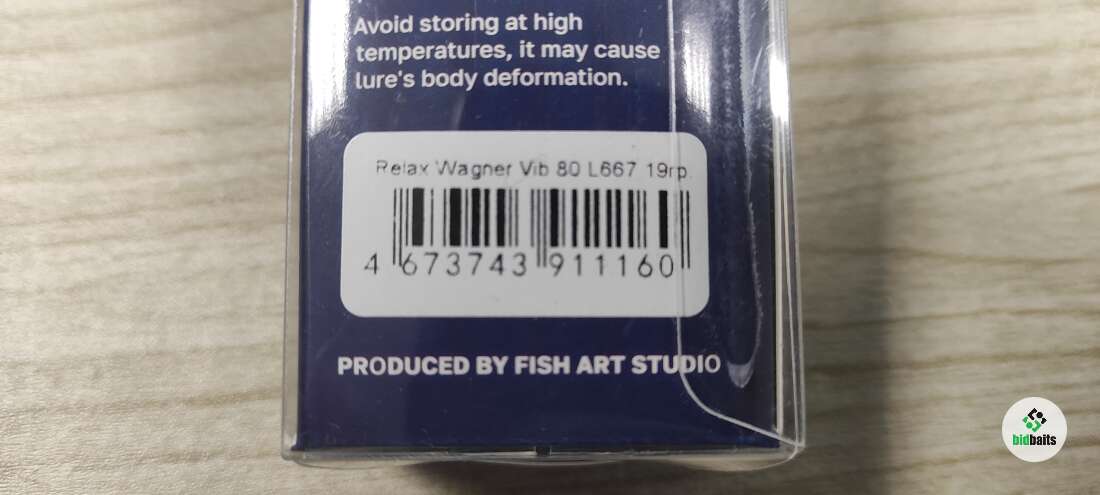 Avoid storing at high
temperatures, it may cause
lure's body deformation.
Relax Wagner Vib 80 L667 19гр.
4 673743 911160
PRODUCED BY FISH ART STUDIO
bidbaits